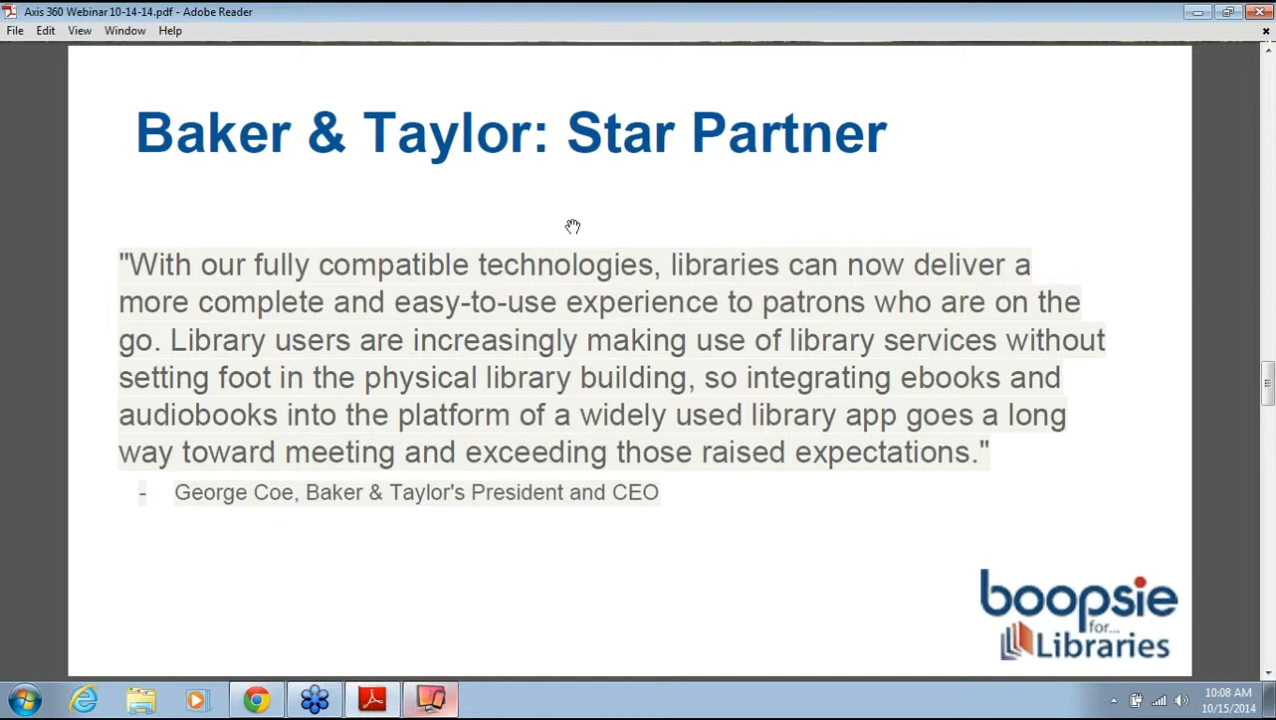 Axis 360 Webinar 10-14-14.pdf - Adobe Reader
File Edit View Window Help
Baker & Taylor: Star Partner
"With our fully compatible technologies, libraries can now deliver a
more complete and easy-to-use experience to patrons who are on the
go. Library users are increasingly making use of library services without
setting foot in the physical library building, so integrating ebooks and
audiobooks into the platform of a widely used library app goes a long
way toward meeting and exceeding those raised expectations."
- George Coe, Baker & Taylor's President and CEO
boopsie
for...
Libraries
10:08 AM
10/15/2014